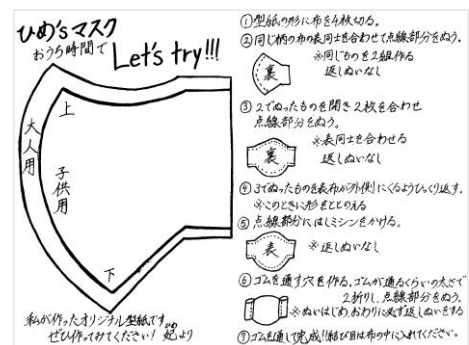 ひめ'sマスク
おうち時間で
Let's try!!!
上
大人用
子供用
下
私が作ったオリジナル型紙です。
ぜひ作ってみてください! 妃より
ひめ
①型紙の形に布を4枚切る。
②同じ柄の布の表同士を合わせて点線部分をぬう。
※同じものを2組作る
返しぬいなし
裏
③2でぬったものを開き2枚を合わせ
点線部分をぬう。
※表同士を合わせる
返しぬいなし
裏
④3でぬったものを表布が外側にくるようひっくり返す。
※このときに形をととのえる
⑤点線部分にはしミシンをかける。
※返しぬいなし
表
⑥ゴムを通す穴を作る。ゴムが通るくらいの太さで
2折りし、点線部分をぬう。
※ぬいはじめ、おわりに必ず返しぬいをする
⑦ゴムを通して完成!!結び目は布の中に入れてください。